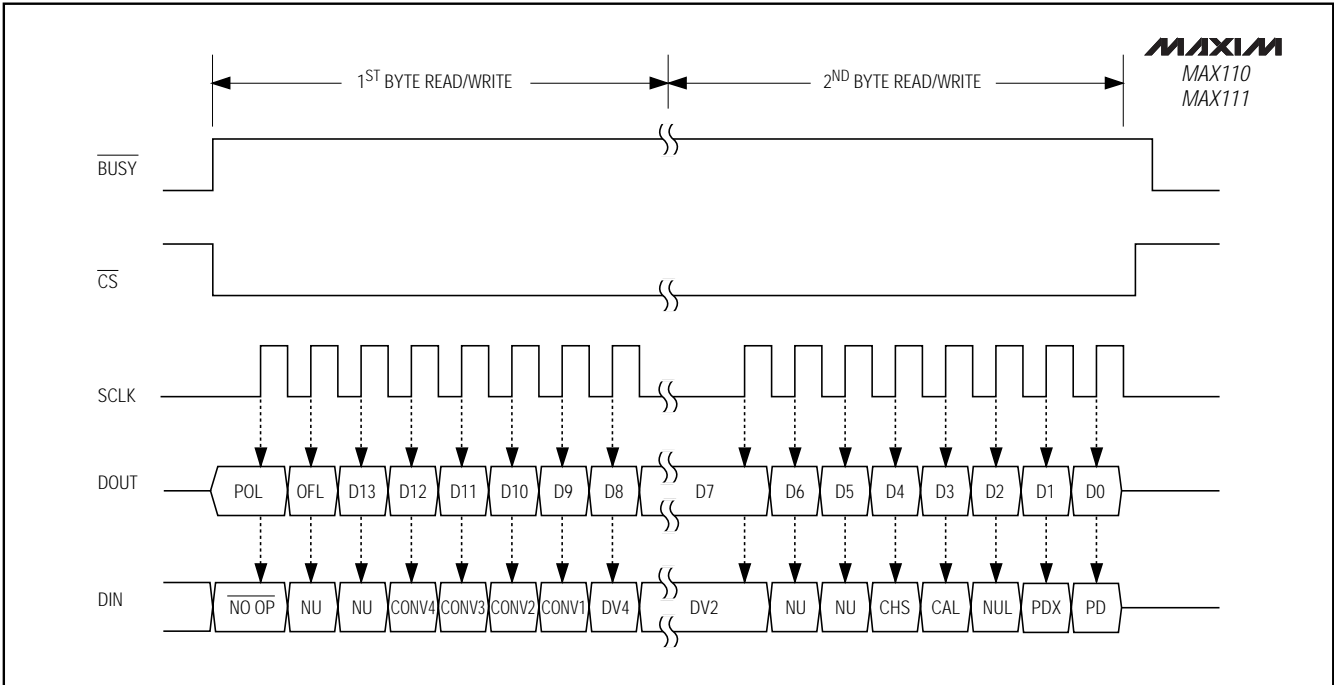 MAXIM
MAX110
MAX111
1ST BYTE READ/WRITE 2ND BYTE READ/WRITE
BUSY
CS
SCLK
DOUT POL OFL D13 D12 D11 D10 D9 D8 D7 D6 D5 D4 D3 D2 D1 D0
DIN NO OP NU NU CONV4 CONV3 CONV2 CONV1 DV4 DV2 NU NU CHS CAL NUL PDX PD